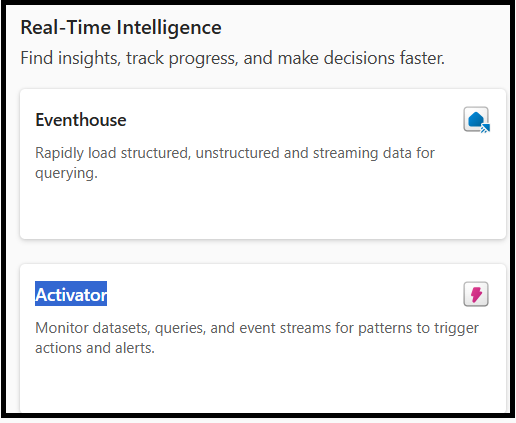 Real-Time Intelligence
Find insights, track progress, and make decisions faster.
Eventhouse
Rapidly load structured, unstructured and streaming data for
querying.
Activator
Monitor datasets, queries, and event streams for patterns to trigger
actions and alerts.